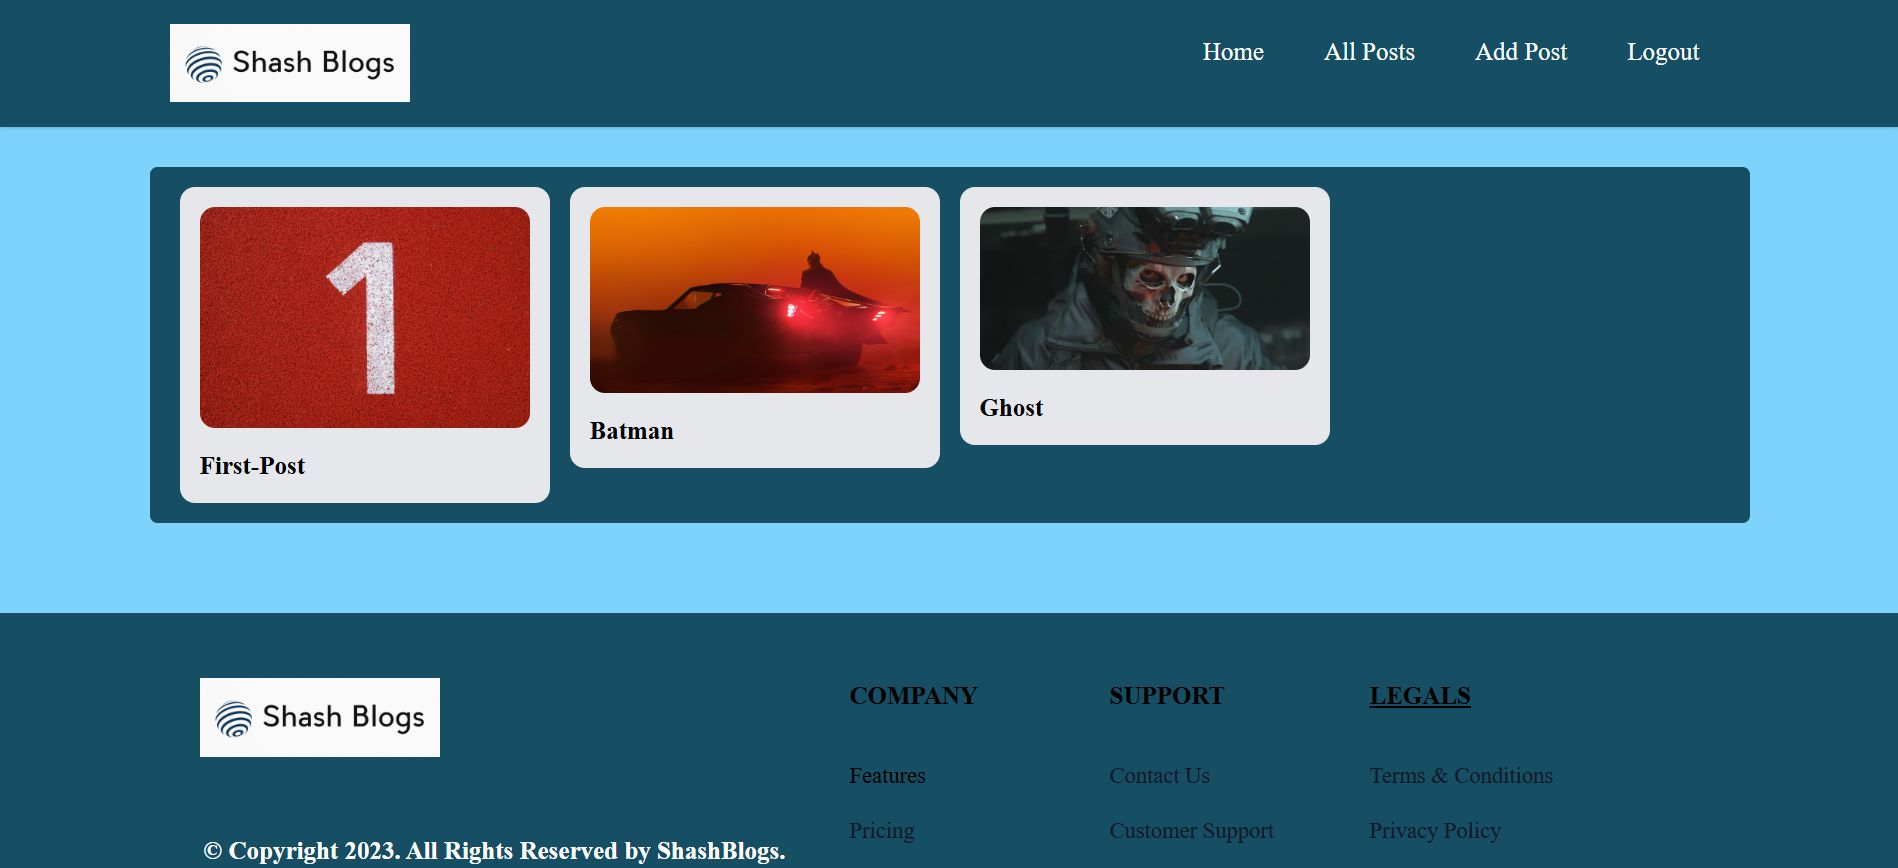 Shash Blogs
Home All Posts Add Post Logout
1
First-Post
Batman
Ghost
Shash Blogs
© Copyright 2023. All Rights Reserved by ShashBlogs.
COMPANY
Features
Pricing
SUPPORT
Contact Us
Customer Support
LEGALS
Terms & Conditions
Privacy Policy